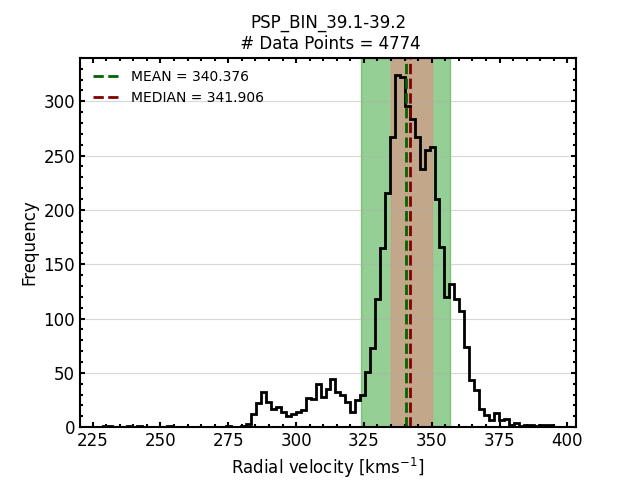 PSP_BIN_39.1-39.2
# Data Points = 4774
MEAN = 340.376
MEDIAN = 341.906
Frequency
300
250
200
150
100
50
0
225 250 275 300 325 350 375 400
Radial velocity [kms⁻¹]